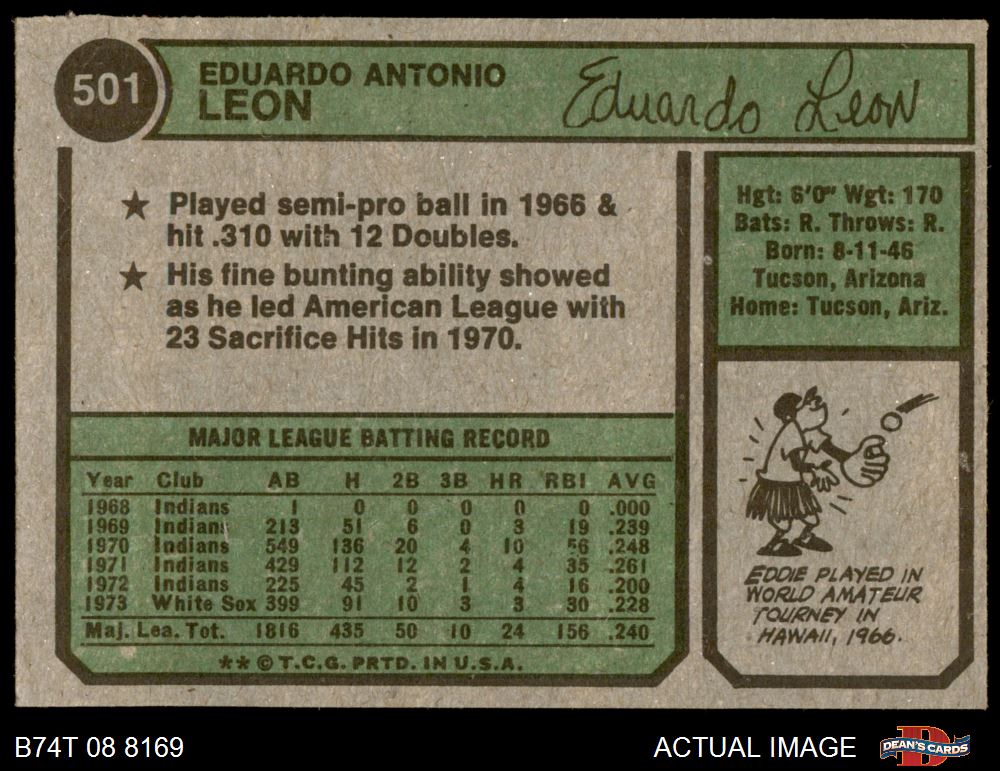 501
EDUARDO ANTONIO
LEON
Eduardo Leon
★ Played semi-pro ball in 1966 &
hit .310 with 12 Doubles.
★ His fine bunting ability showed
as he led American League with
23 Sacrifice Hits in 1970.
Hgt: 6'0" Wgt: 170
Bats: R. Throws: R.
Born: 8-11-46
Tucson, Arizona
Home: Tucson, Ariz.
MAJOR LEAGUE BATTING RECORD
Year Club AB H 2B 3B HR RBI AVG
1968 Indians 1 0 0 0 0 0 .000
1969 Indians 213 51 6 0 3 19 .239
1970 Indians 549 136 20 4 10 56 .248
1971 Indians 429 112 12 2 4 35 .261
1972 Indians 225 45 2 1 4 16 .200
1973 White Sox 399 91 10 3 3 30 .228
Maj. Lea. Tot. 1816 435 50 10 24 156 .240
** © T.C.G. PRTD. IN U.S.A.
EDDIE PLAYED IN
WORLD AMATEUR
TOURNEY IN
HAWAII, 1966.
B74T 08 8169
ACTUAL IMAGE
DEAN'S CARDS